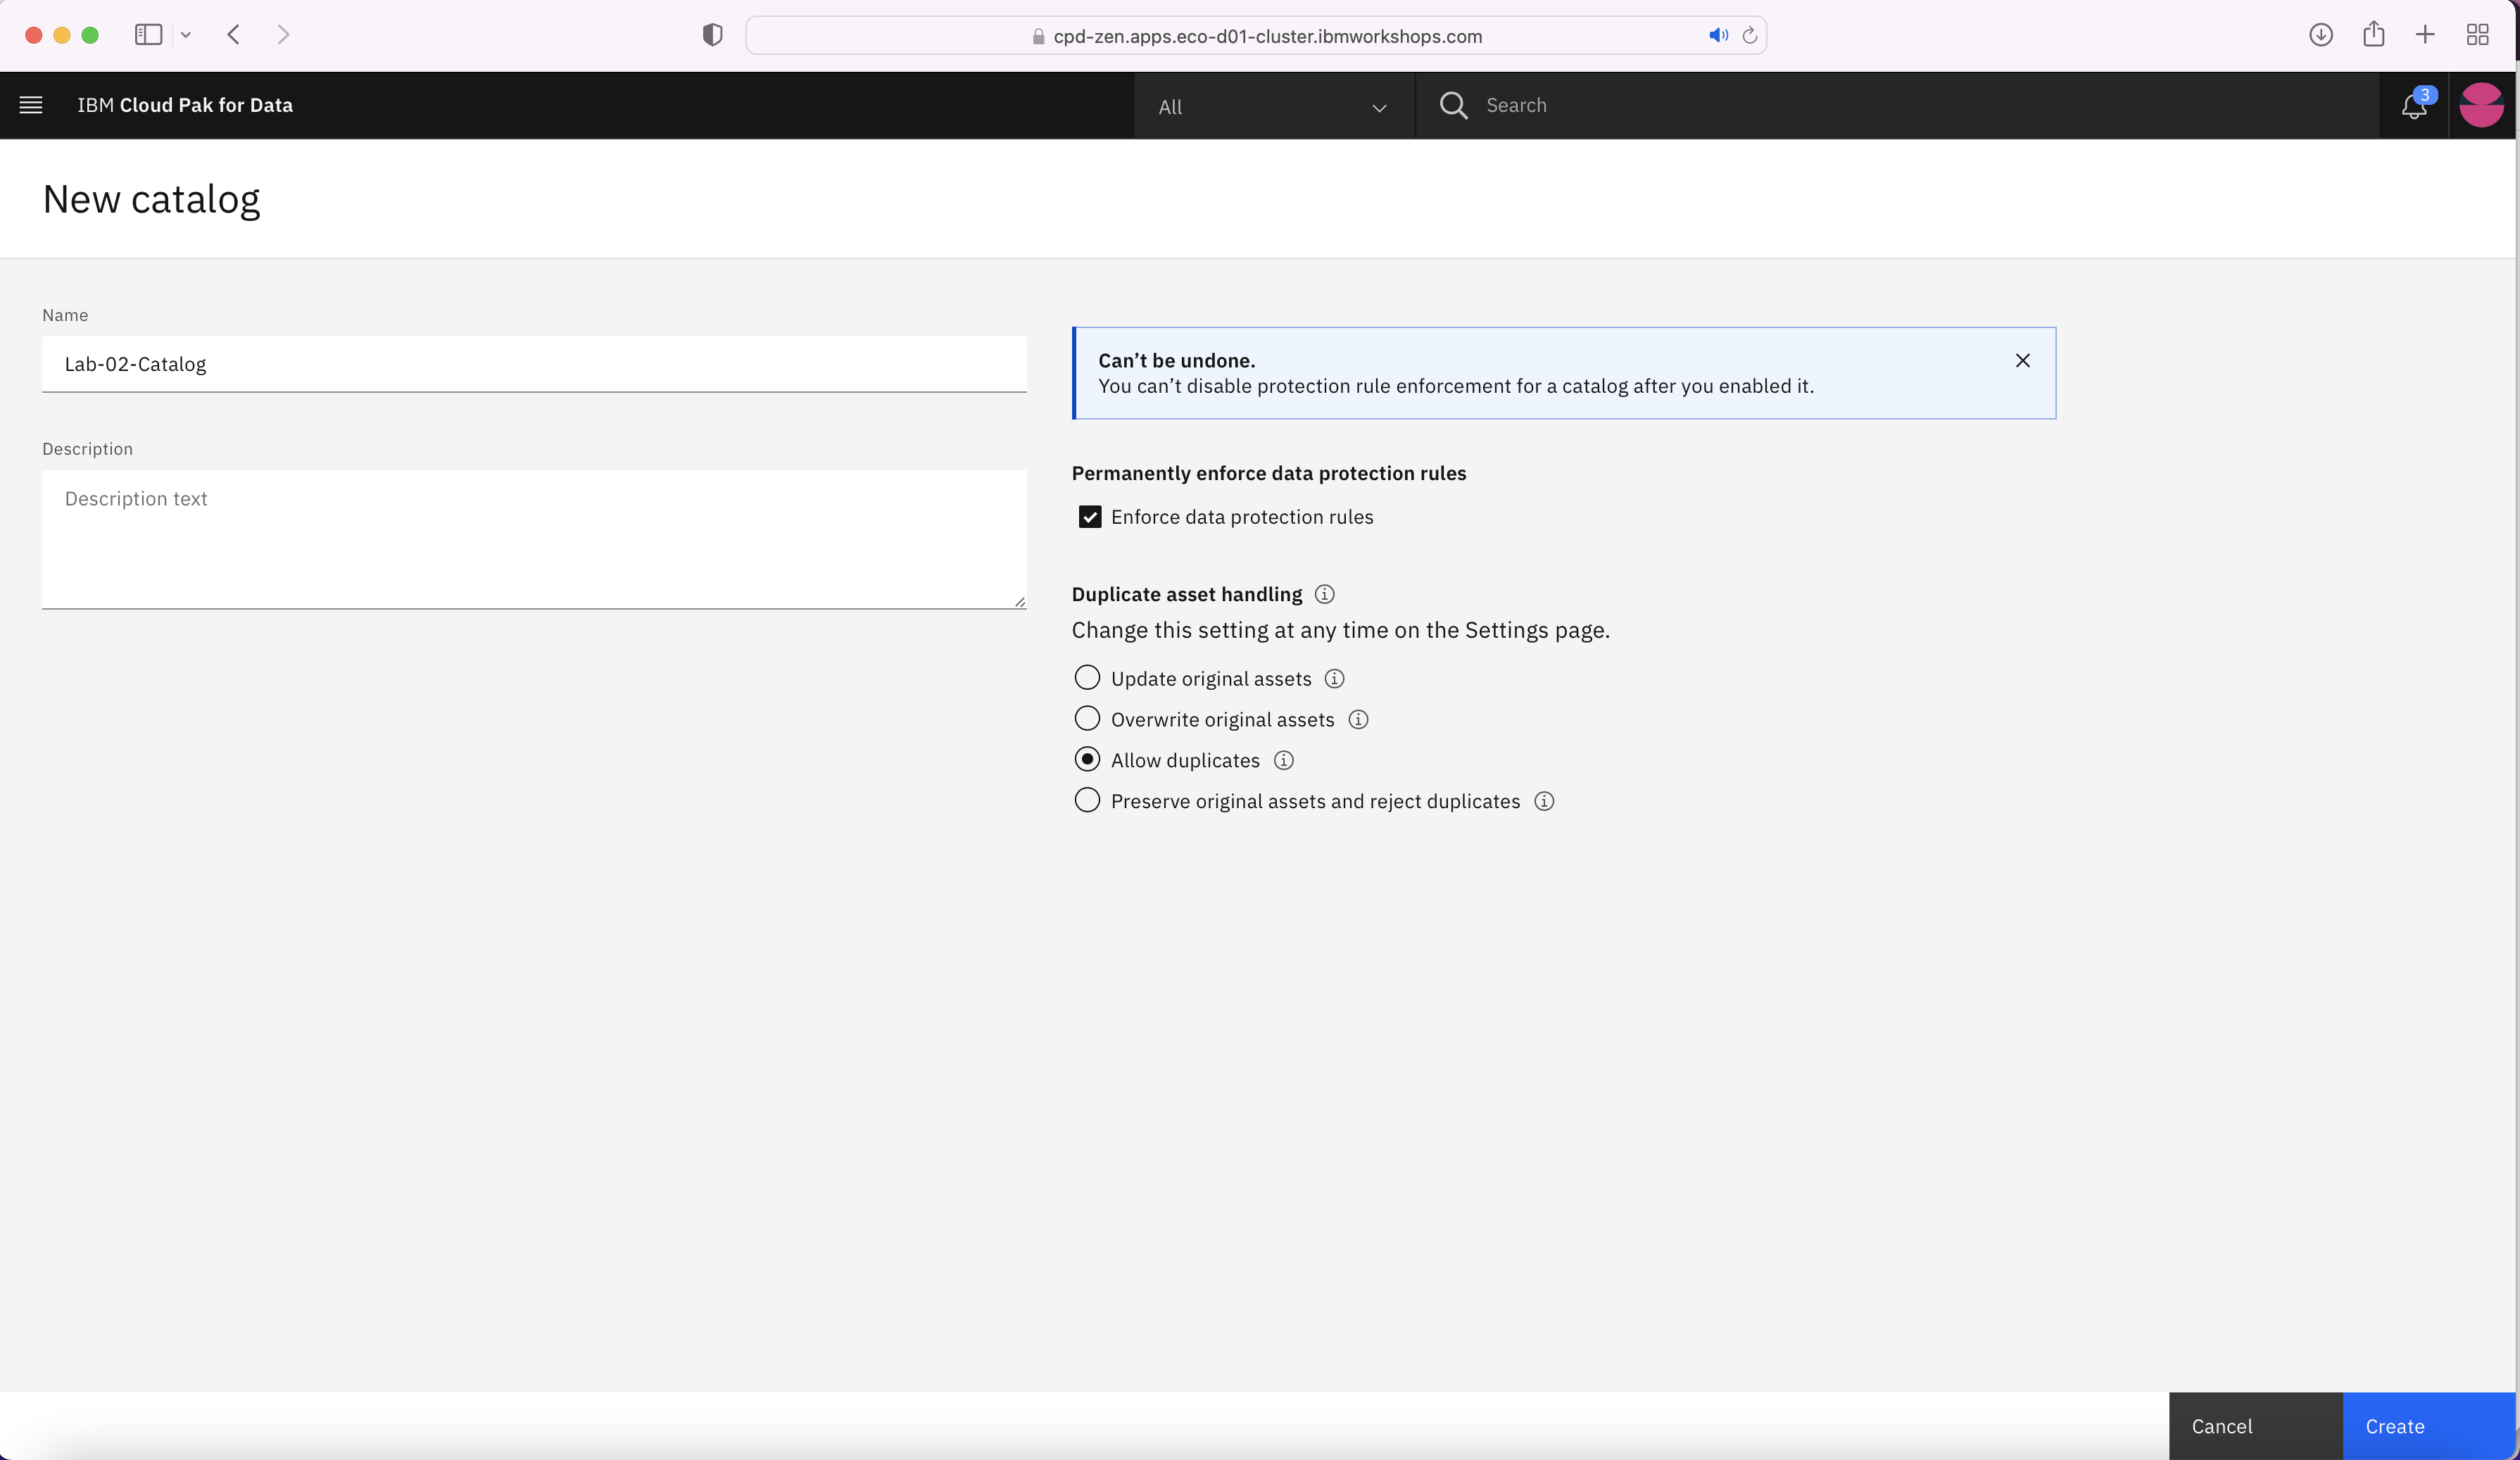 cpd-zen.apps.eco-d01-cluster.ibmworkshops.com
IBM Cloud Pak for Data
All
Search
3
New catalog
Name
Lab-02-Catalog
Description
Description text
Can’t be undone.
You can’t disable protection rule enforcement for a catalog after you enabled it.
Permanently enforce data protection rules
Enforce data protection rules
Duplicate asset handling
Change this setting at any time on the Settings page.
Update original assets
Overwrite original assets
Allow duplicates
Preserve original assets and reject duplicates
Cancel
Create